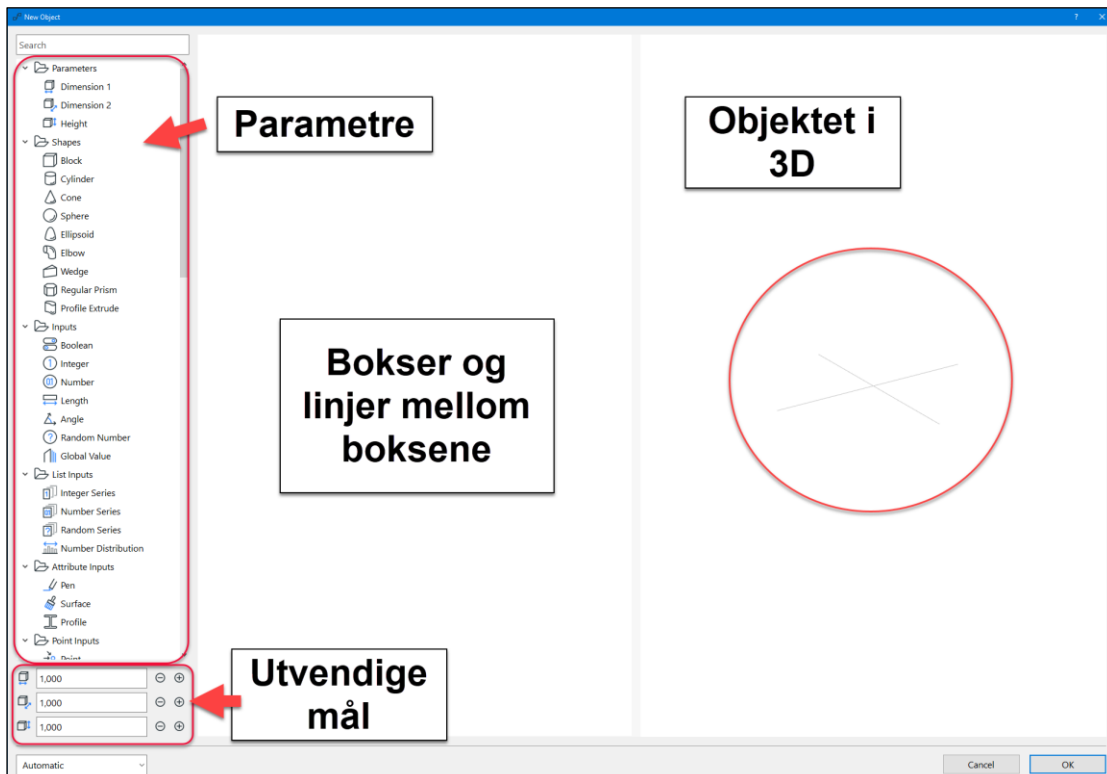 New Object
Search
Parameters
Dimension 1
Dimension 2
Height
Shapes
Block
Cylinder
Cone
Sphere
Ellipsoid
Elbow
Wedge
Regular Prism
Profile Extrude
Inputs
Boolean
Integer
Number
Length
Angle
Random Number
Global Value
List Inputs
Integer Series
Number Series
Random Series
Number Distribution
Attribute Inputs
Pen
Surface
Profile
Point Inputs
Point
1,000
1,000
1,000
Automatic
Parametre
Bokser og
linjer mellom
boksene
Utvendige
mål
Objektet i
3D
Cancel
OK